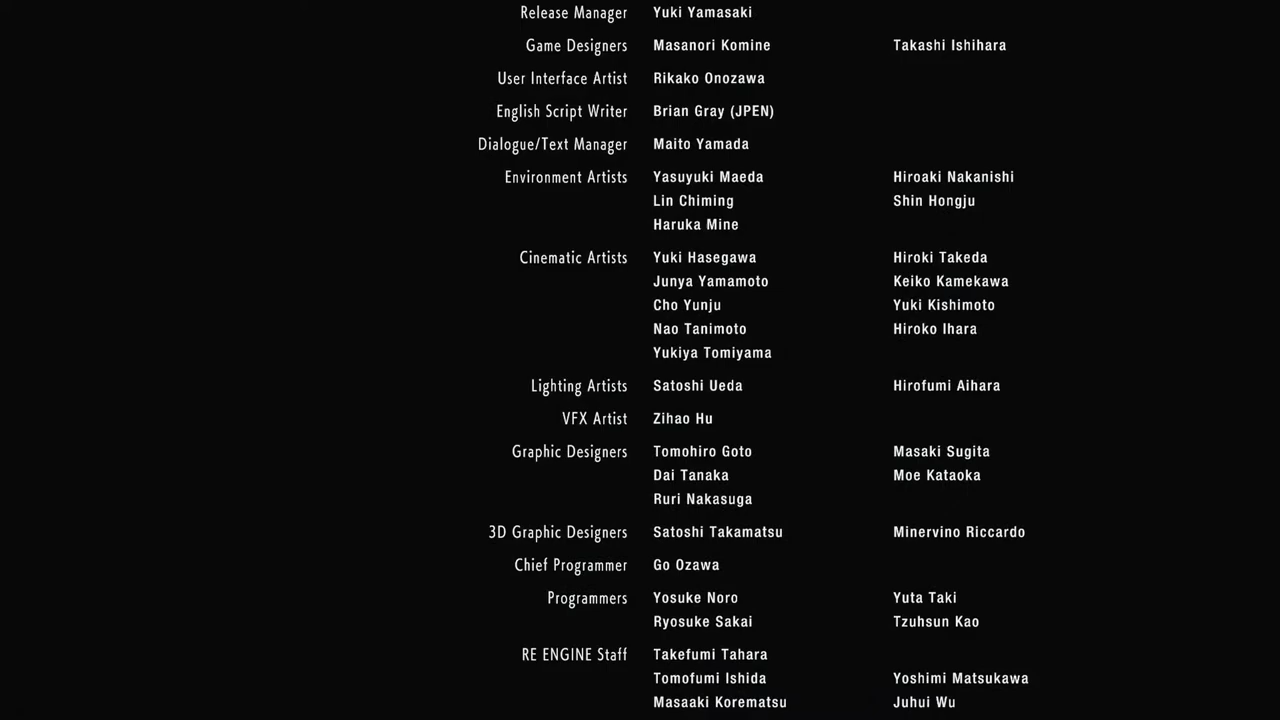 Release Manager Yuki Yamasaki
Game Designers Masanori Komine Takashi Ishihara
User Interface Artist Rikako Onozawa
English Script Writer Brian Gray (JPEN)
Dialogue/Text Manager Maito Yamada
Environment Artists Yasuyuki Maeda Hiroaki Nakanishi
Lin Chiming Shin Hongju
Haruka Mine
Cinematic Artists Yuki Hasegawa Hiroki Takeda
Junya Yamamoto Keiko Kamekawa
Cho Yunju Yuki Kishimoto
Nao Tanimoto Hiroko Ihara
Yukiya Tomiyama
Lighting Artists Satoshi Ueda Hirofumi Aihara
VFX Artist Zihao Hu
Graphic Designers Tomohiro Goto Masaki Sugita
Dai Tanaka Moe Kataoka
Ruri Nakasuga
3D Graphic Designers Satoshi Takamatsu Minervino Riccardo
Chief Programmer Go Ozawa
Programmers Yosuke Noro Yuta Taki
Ryosuke Sakai Tzuhsun Kao
RE ENGINE Staff Takefumi Tahara
Tomofumi Ishida Yoshimi Matsukawa
Masaaki Korematsu Juhui Wu